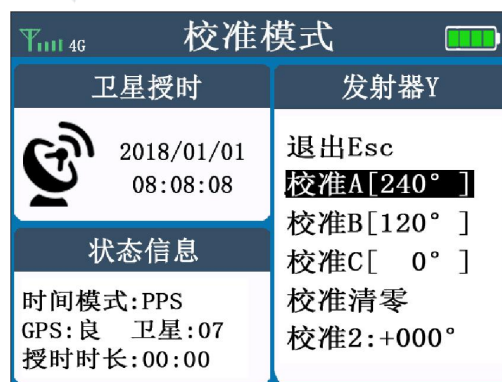 4G 校准模式
卫星授时
2018/01/01
08:08:08
状态信息
时间模式:PPS
GPS:良 卫星:07
授时时长:00:00
发射器Y
退出Esc
校准A[240° ]
校准B[120° ]
校准C[ 0° ]
校准清零
校准2:+000°